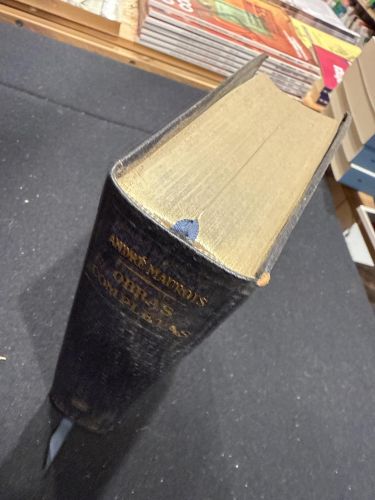 ANDRÉ MAUROIS
OBRAS
COMPLETAS